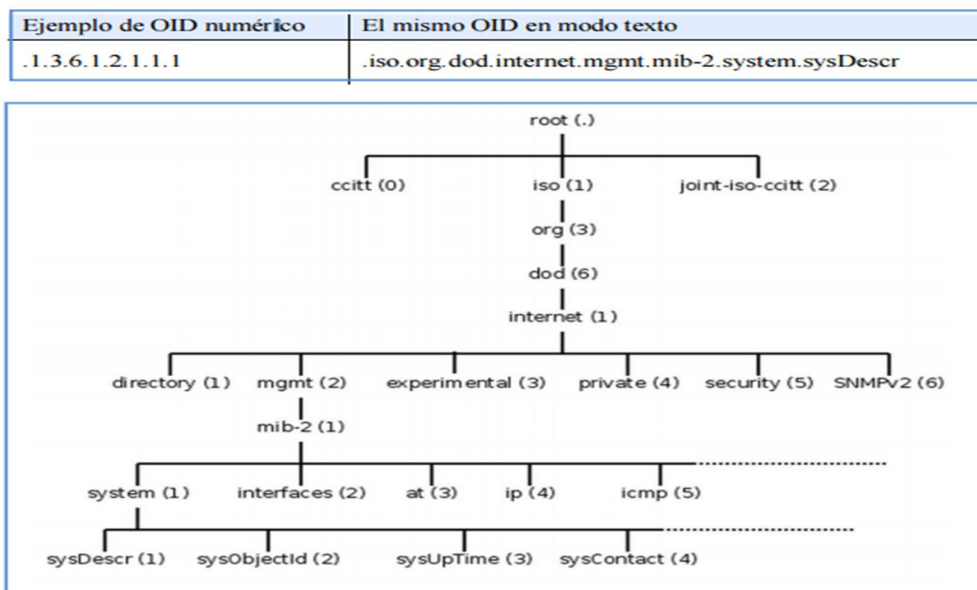 Ejemplo de OID numérico El mismo OID en modo texto
.1.3.6.1.2.1.1.1 .iso.org.dod.internet.mgmt.mib-2.system.sysDescr
root (.)
ccitt (0) iso (1) joint-iso-ccitt (2)
org (3)
dod (6)
internet (1)
directory (1) mgmt (2) experimental (3) private (4) security (5) SNMPv2 (6)
mib-2 (1)
system (1) interfaces (2) at (3) ip (4) icmp (5)
sysDescr (1) sysObjectId (2) sysUpTime (3) sysContact (4)